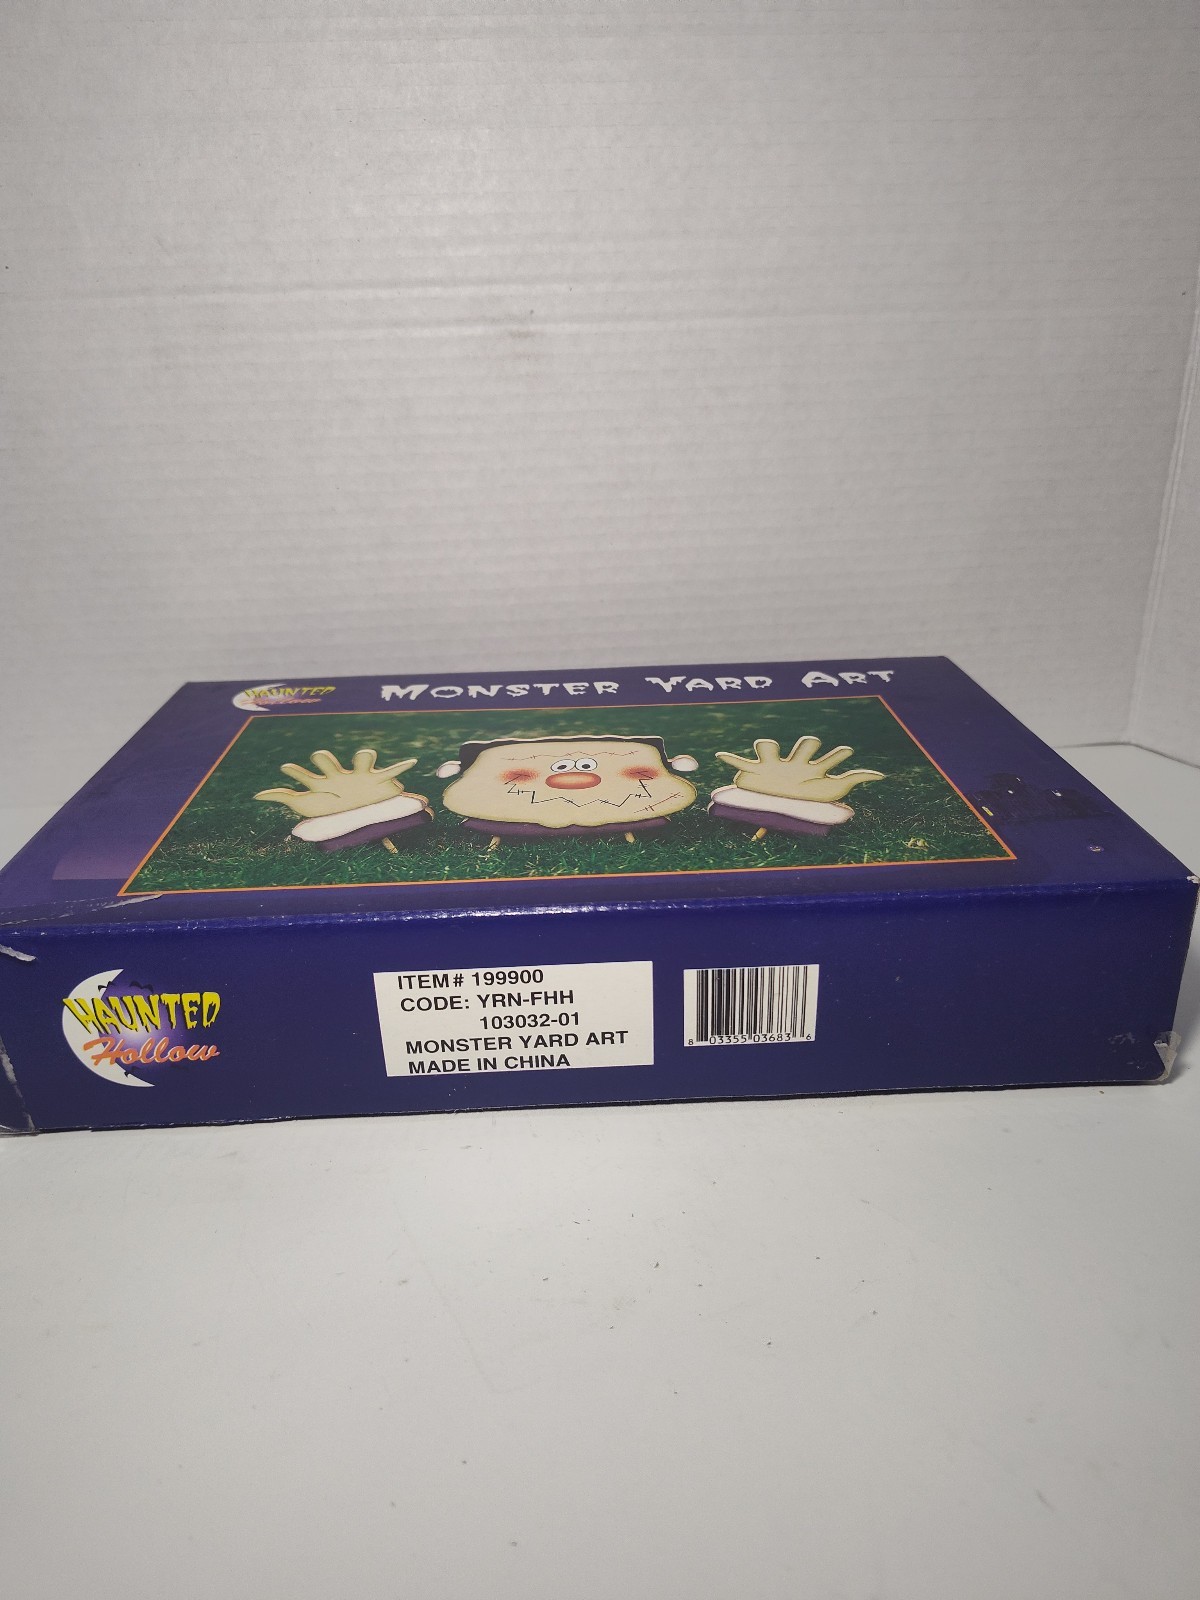 HAUNTED
Hollow
MONSTER YARD ART
HAUNTED
Hollow
ITEM# 199900
CODE: YRN-FHH
103032-01
MONSTER YARD ART
MADE IN CHINA
8 03355 03683 6